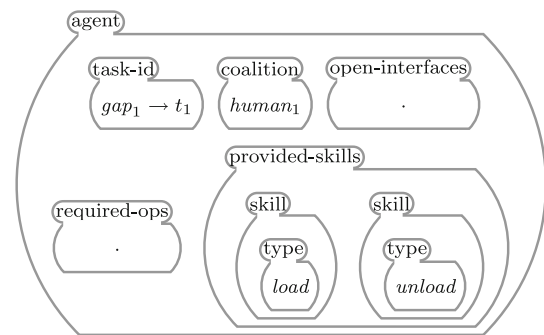 agent
task-id coalition open-interfaces
gap₁ → t₁ human₁ .
provided-skills
required-ops skill skill
. type type
load unload